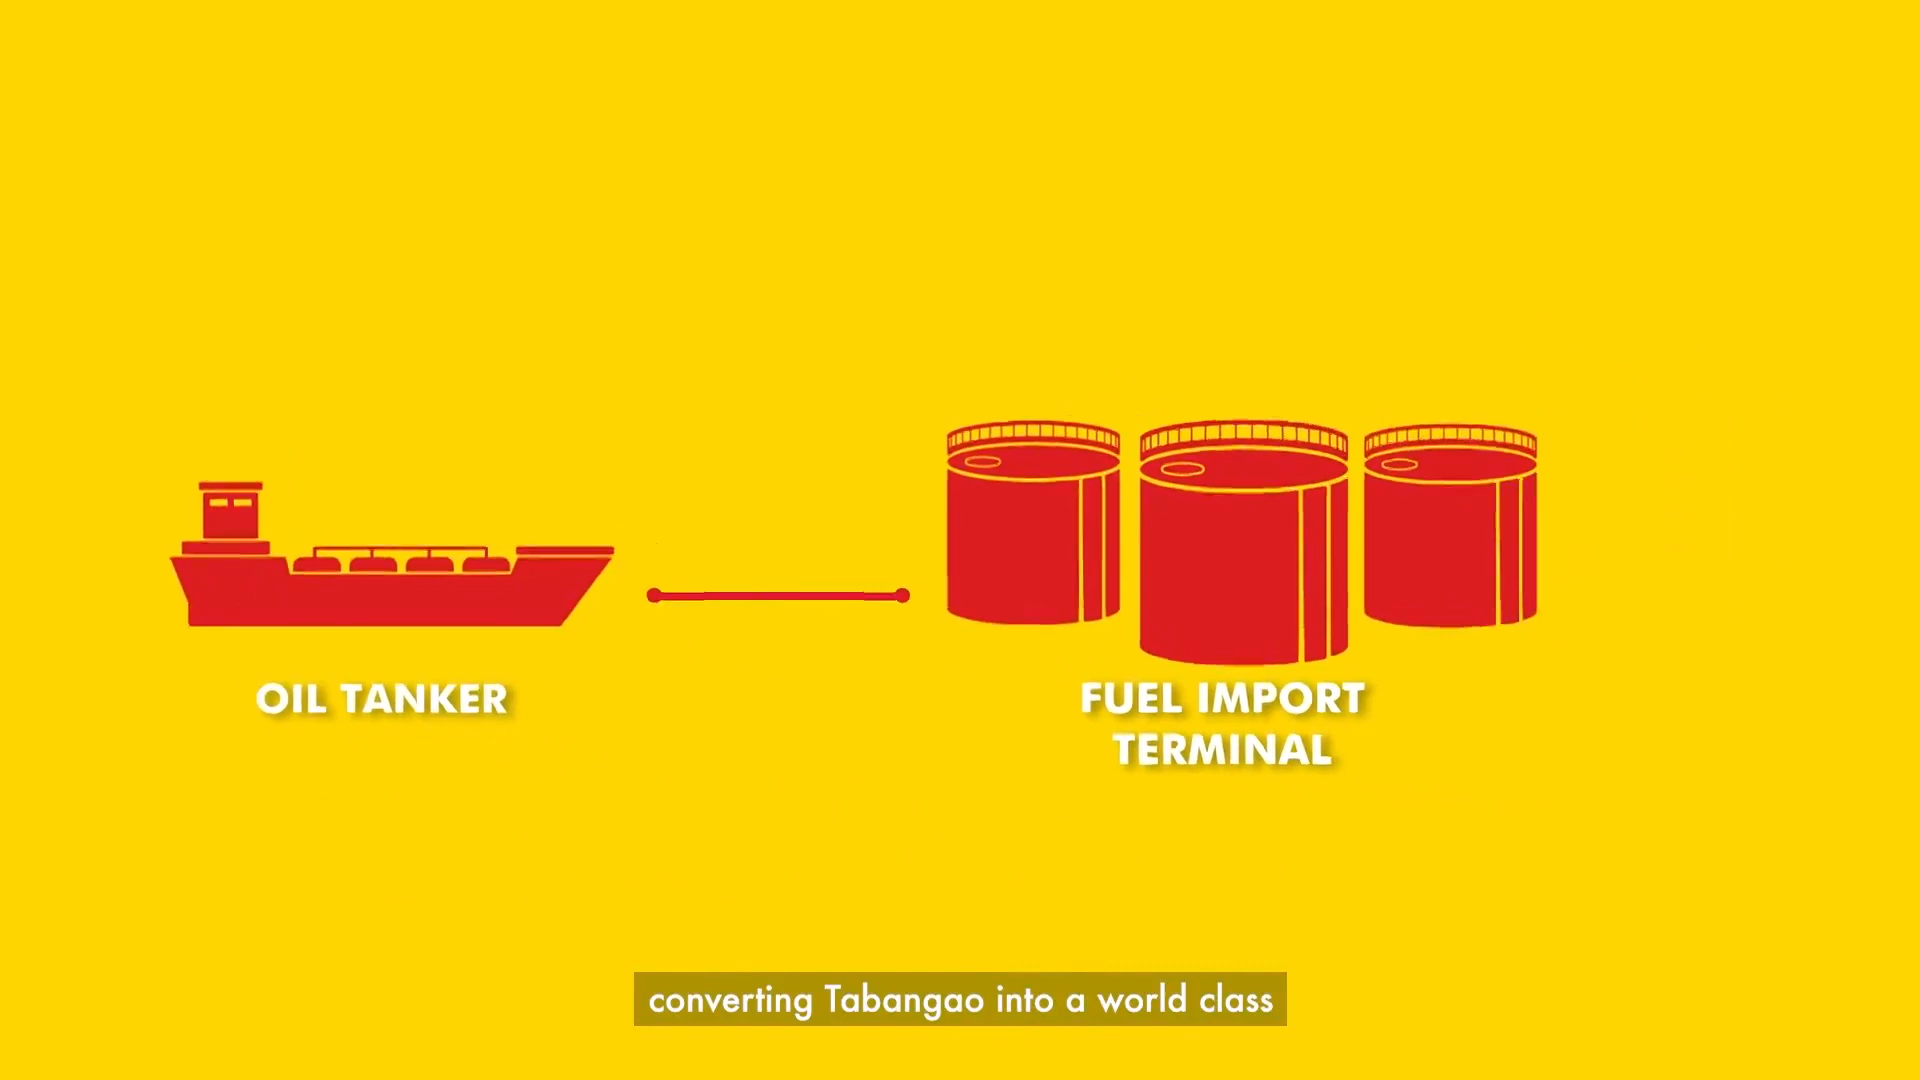 OIL TANKER
FUEL IMPORT
TERMINAL
converting Tabangao into a world class